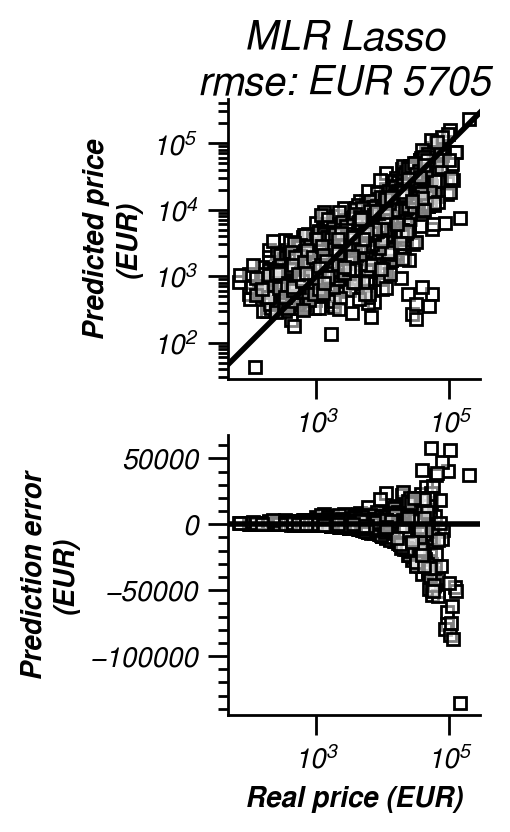 MLR Lasso
rmse: EUR 5705
Predicted price
(EUR)
10^5
10^4
10^3
10^2
10^3
10^5
Prediction error
(EUR)
50000
0
−50000
−100000
10^3
10^5
Real price (EUR)